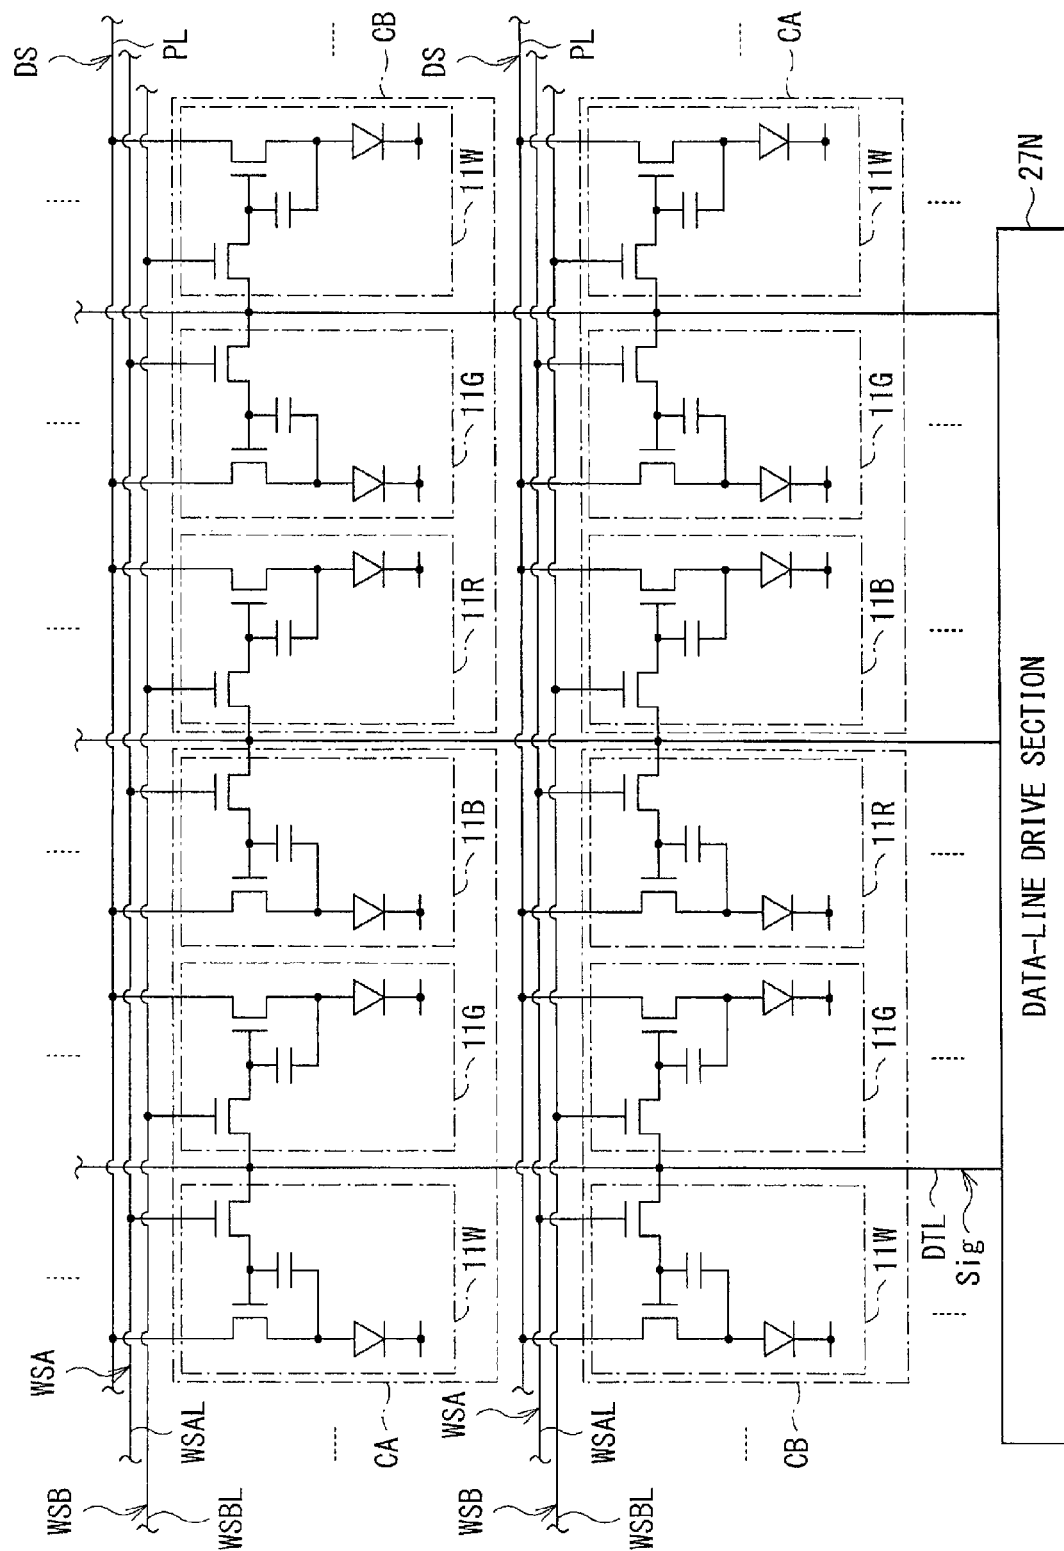 DS
PL
WSA
WSAL
WSB
WSBL
CA
11W
11G
11B
11R
11G
11W
CB
DS
PL
WSA
WSAL
WSB
WSBL
CB
11W
11G
11R
11B
11G
11W
CA
DTL
Sig
DATA-LINE DRIVE SECTION
27N